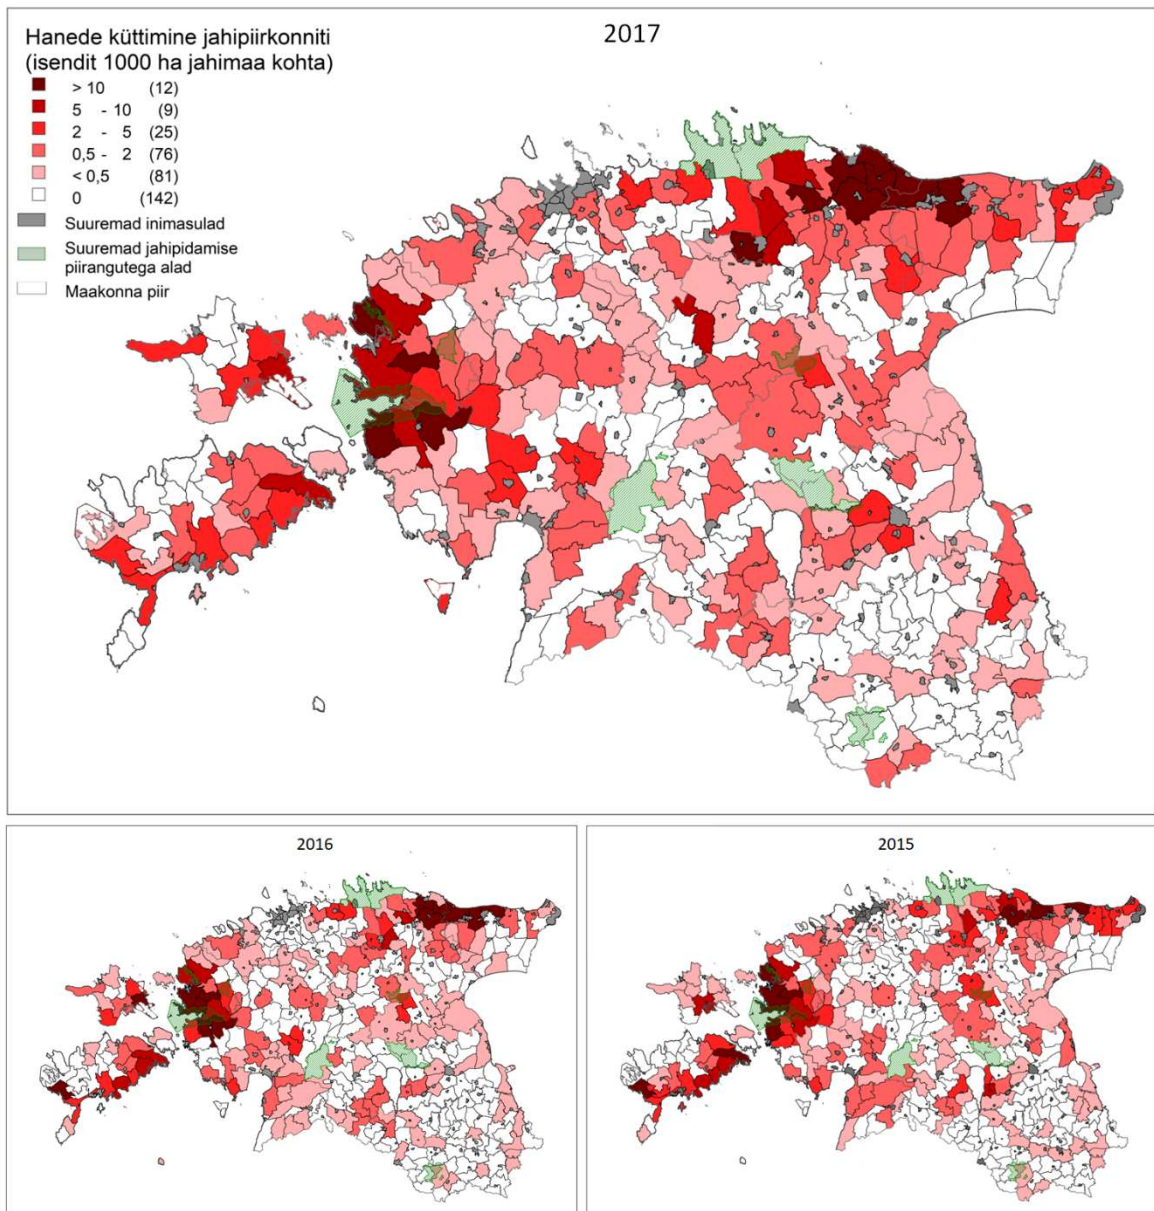 Hanede küttimine jahipiirkonniti
(isendit 1000 ha jahimaa kohta)
> 10 (12)
5 - 10 (9)
2 - 5 (25)
0,5 - 2 (76)
< 0,5 (81)
0 (142)
Suuremad inimasulad
Suuremad jahipidamise
piirangutega alad
Maakonna piir
2017
2016
2015